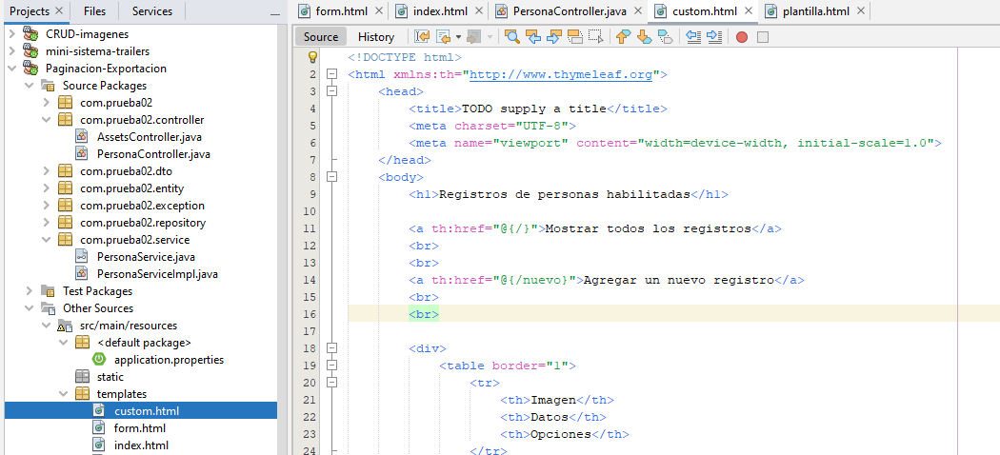 Projects
Files
Services
CRUD-imagenes
mini-sistema-trailers
Paginacion-Exportacion
Source Packages
com.prueba02
com.prueba02.controller
AssetsController.java
PersonaController.java
com.prueba02.dto
com.prueba02.entity
com.prueba02.exception
com.prueba02.repository
com.prueba02.service
PersonaService.java
PersonaServiceImpl.java
Test Packages
Other Sources
src/main/resources
<default package>
application.properties
static
templates
custom.html
form.html
index.html
form.html
index.html
PersonaController.java
custom.html
plantilla.html
Source
History
<!DOCTYPE html>
2 <html xmlns:th="http://www.thymeleaf.org">
3 <head>
4 <title>TODO supply a title</title>
5 <meta charset="UTF-8">
6 <meta name="viewport" content="width=device-width, initial-scale=1.0">
7 </head>
8 <body>
9 <h1>Registros de personas habilitadas</h1>
10
11 <a th:href="@{/}">Mostrar todos los registros</a>
12 <br>
13 <br>
14 <a th:href="@{/nuevo}">Agregar un nuevo registro</a>
15 <br>
16 <br>
17
18 <div>
19 <table border="1">
20 <tr>
21 <th>Imagen</th>
22 <th>Datos</th>
23 <th>Opciones</th>
24 </tr>